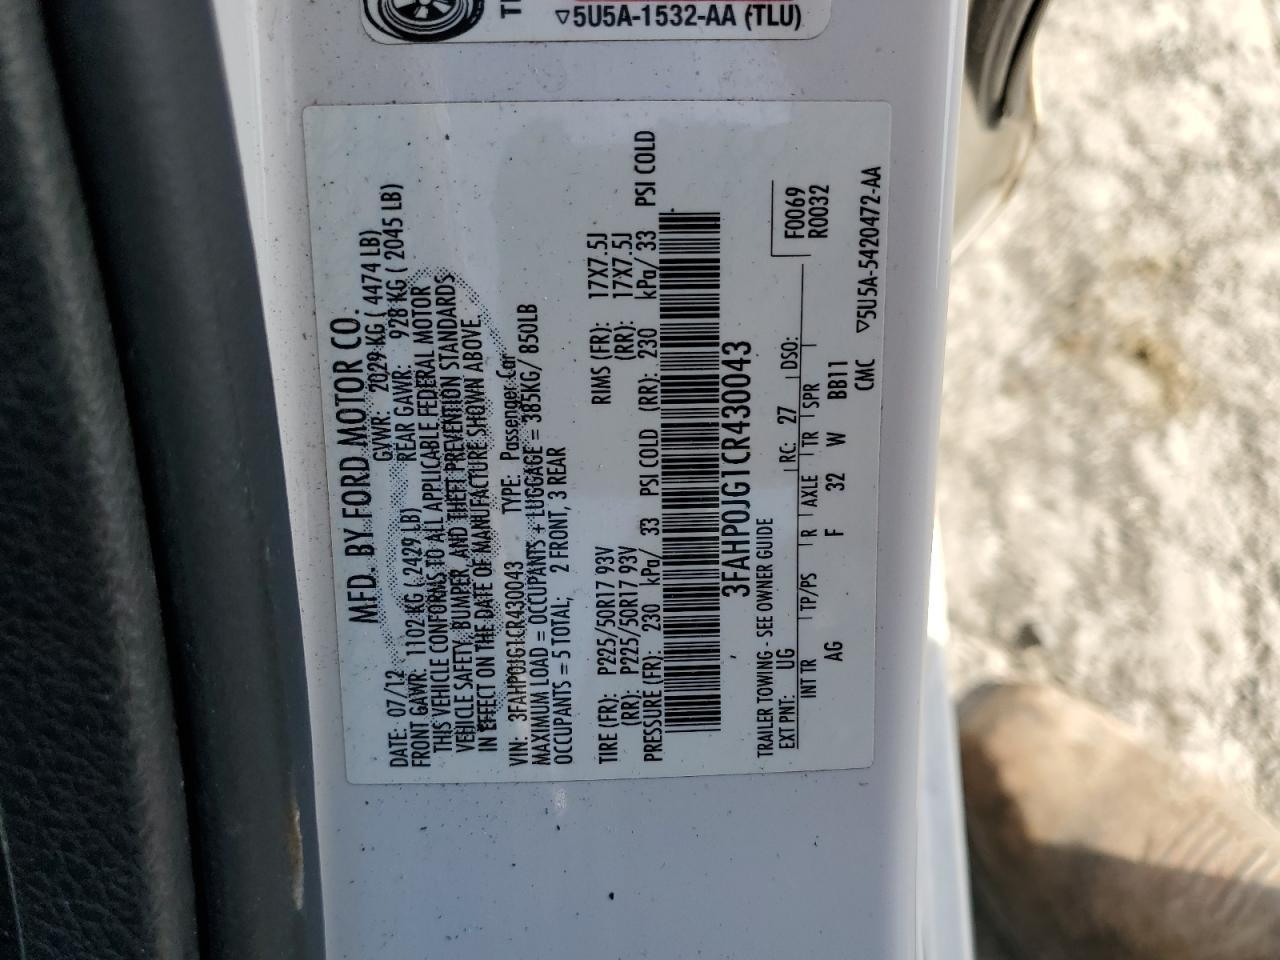 ▽5U5A-1532-AA (TLU)
MFD. BY FORD MOTOR CO.
DATE: 07/12 GVWR: 2029 KG ( 4474 LB)
FRONT GAWR: 1102 KG ( 2429 LB) REAR GAWR: 928 KG ( 2045 LB)
THIS VEHICLE CONFORMS TO ALL APPLICABLE FEDERAL MOTOR
VEHICLE SAFETY, BUMPER, AND THEFT PREVENTION STANDARDS
IN EFFECT ON THE DATE OF MANUFACTURE SHOWN ABOVE.
VIN: 3FAHP0JG1CR430043 TYPE: Passenger Car
MAXIMUM LOAD = OCCUPANTS + LUGGAGE = 385KG/ 850LB
OCCUPANTS = 5 TOTAL; 2 FRONT, 3 REAR
TIRE (FR): P225/50R17 93V RIMS (FR): 17X7.5J
(RR): P225/50R17 93V (RR): 17X7.5J
PRESSURE (FR): 230 kPa/ 33 PSI COLD (RR): 230 kPa/ 33 PSI COLD
3FAHP0JG1CR430043
TRAILER TOWING - SEE OWNER GUIDE
EXT PNT: UG RC: 27 DSO: F0069
R0032
INT TR TP/PS R AXLE TR SPR
AG F 32 W BB11
CMC ▽5U5A-5420472-AA